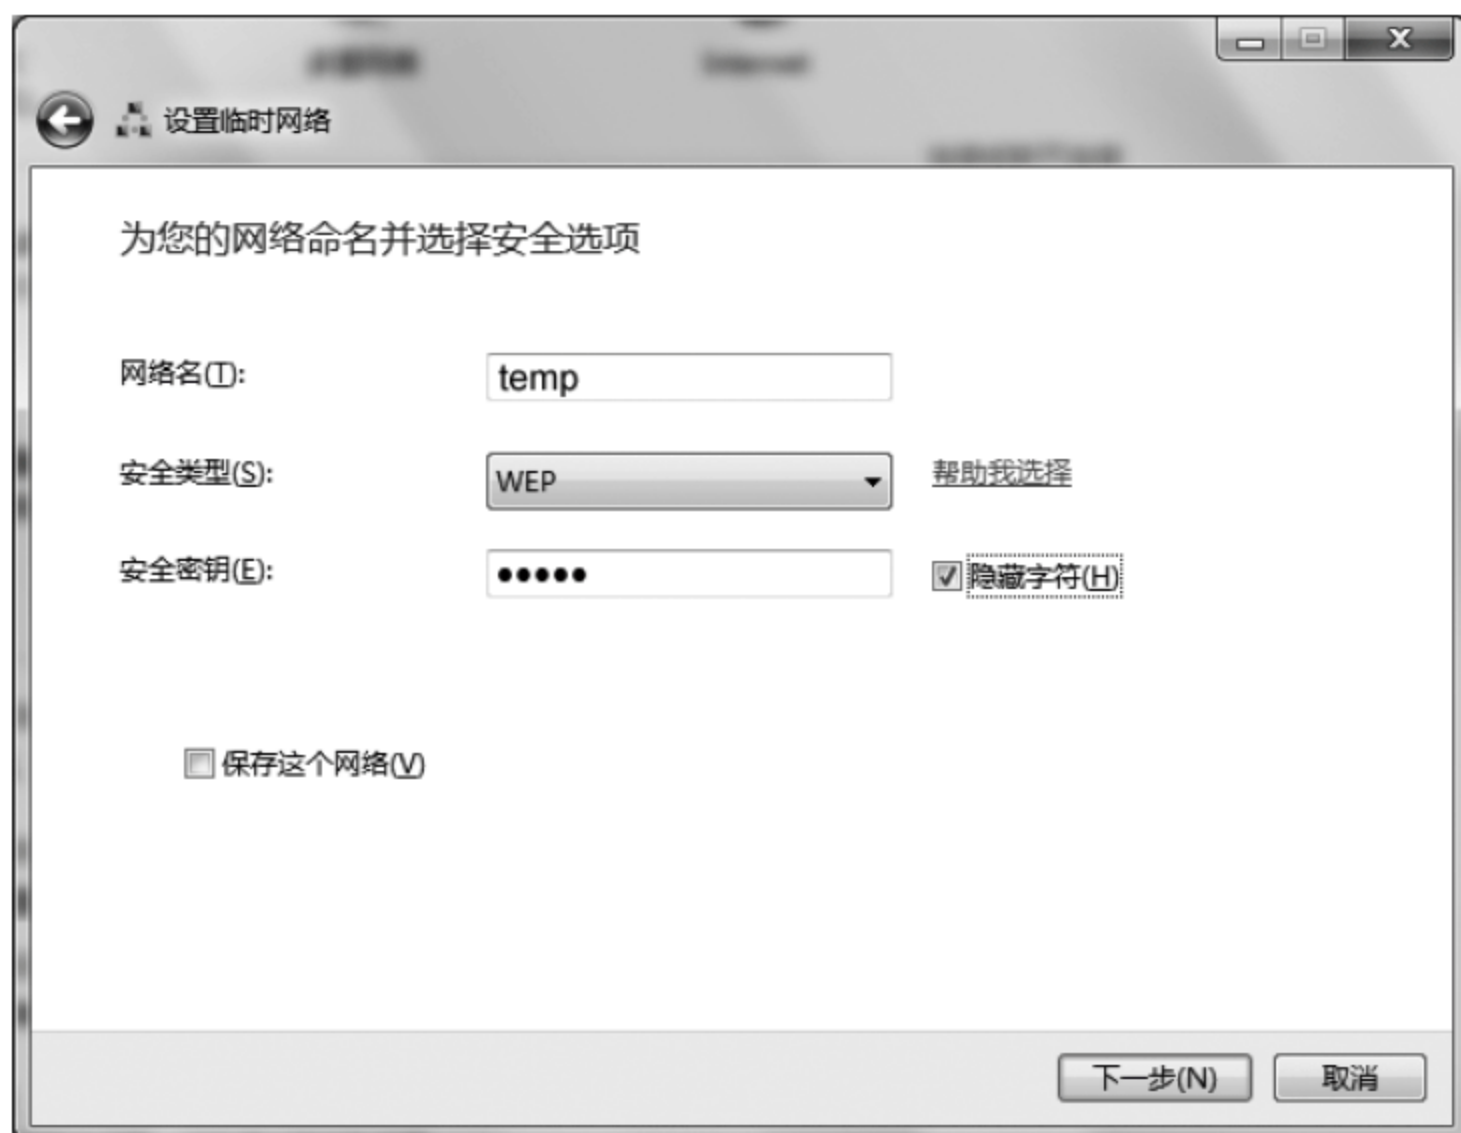 设置临时网络
为您的网络命名并选择安全选项
网络名(T):
temp
安全类型(S):
WEP
帮助我选择
安全密钥(E):
●●●●●
隐藏字符(H)
保存这个网络(V)
下一步(N)
取消